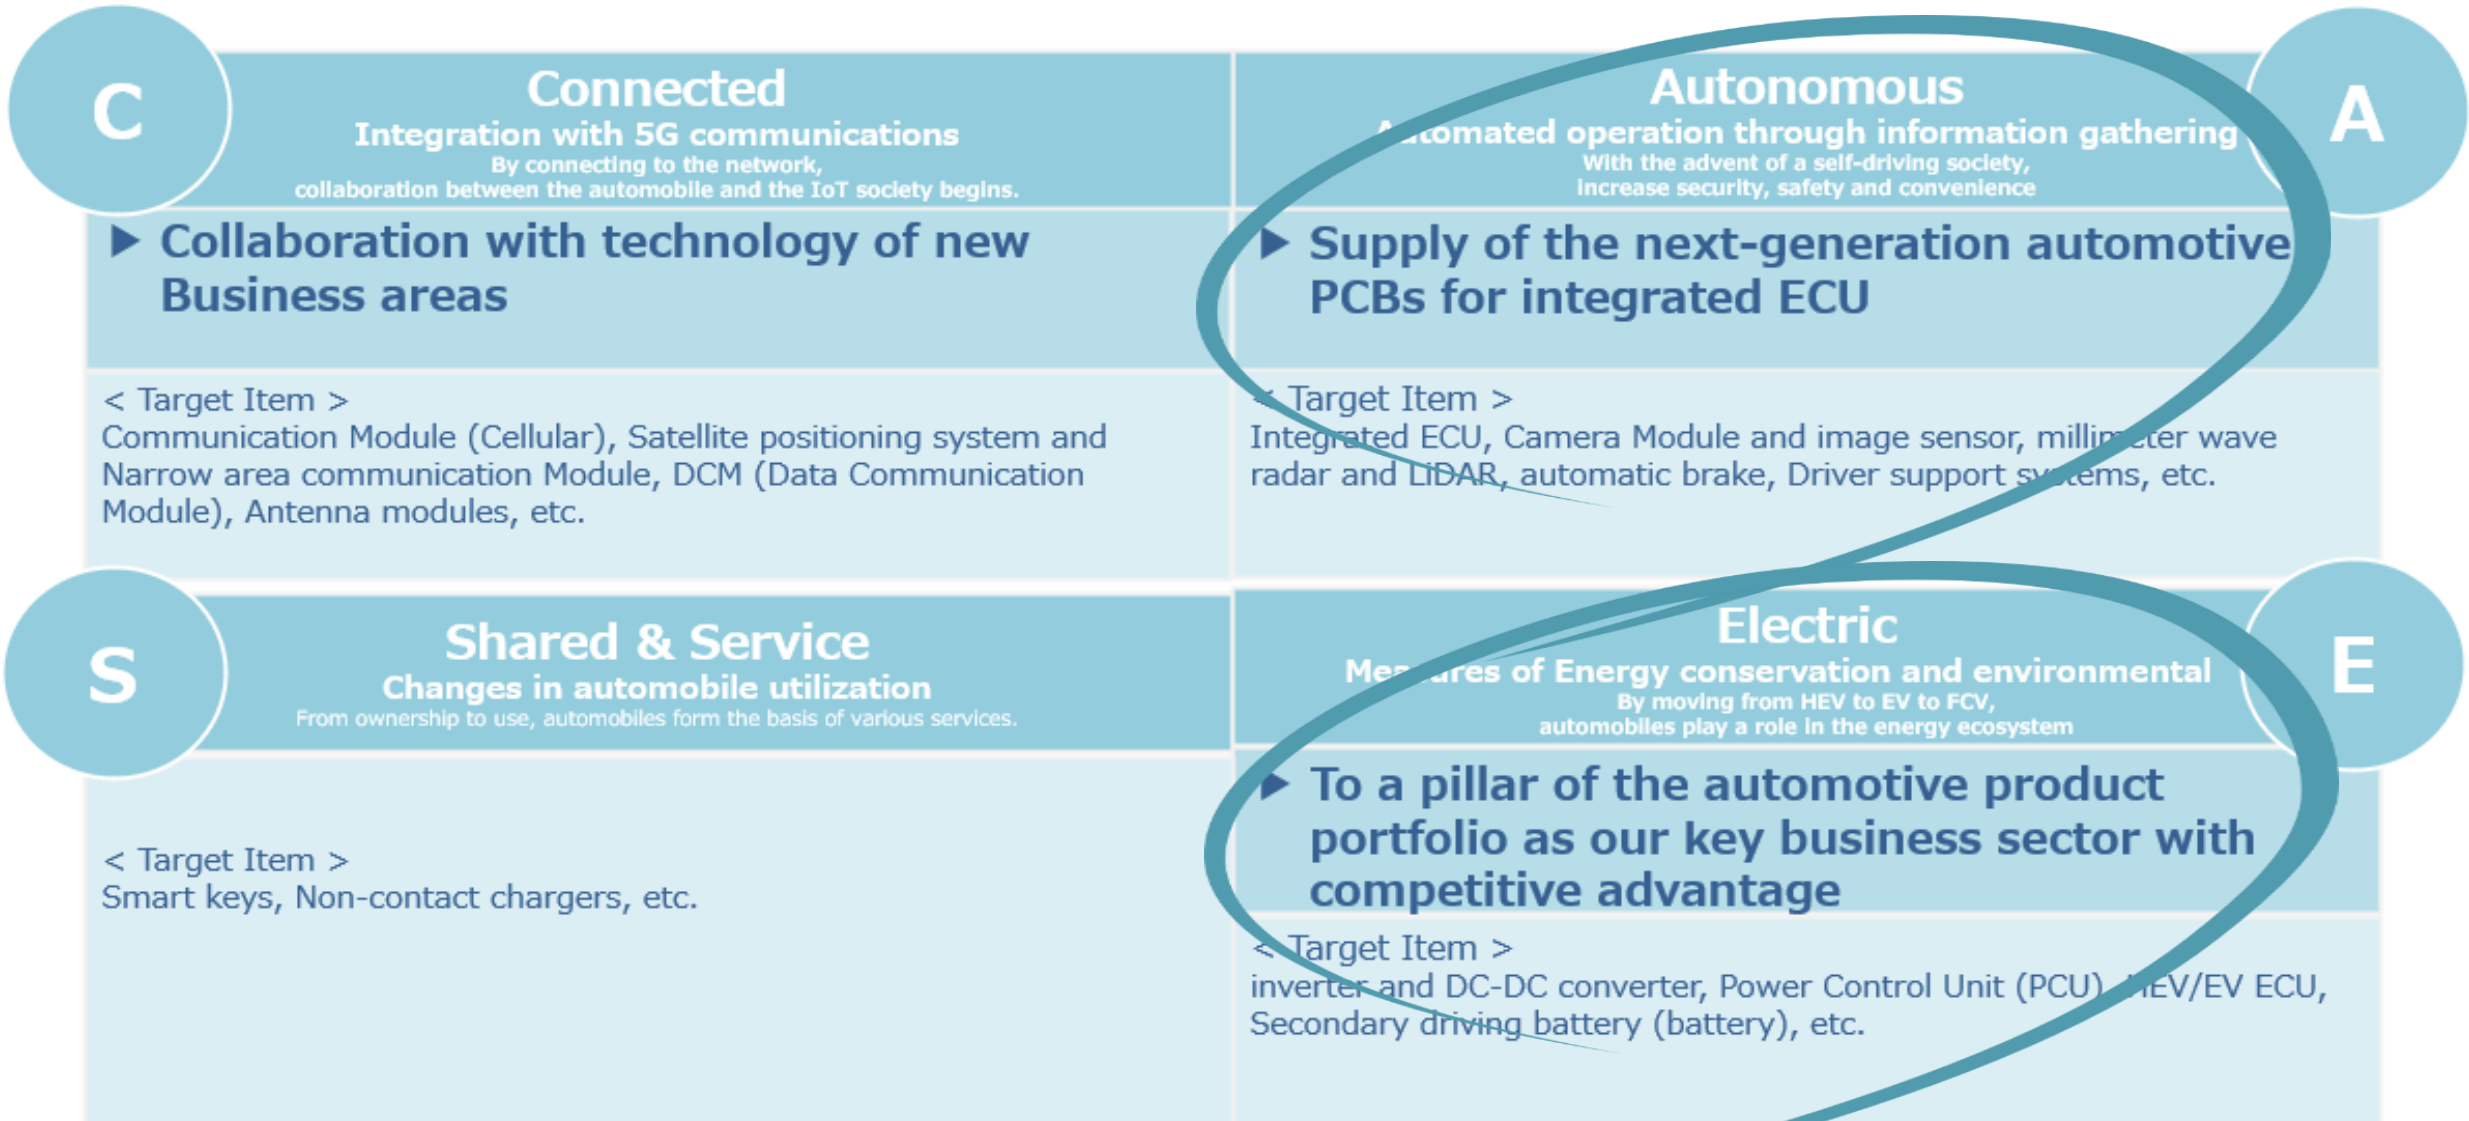 C
Connected
Integration with 5G communications
By connecting to the network,
collaboration between the automobile and the IoT society begins.
▶ Collaboration with technology of new
Business areas
< Target Item >
Communication Module (Cellular), Satellite positioning system and
Narrow area communication Module, DCM (Data Communication
Module), Antenna modules, etc.
A
Autonomous
Automated operation through information gathering
With the advent of a self-driving society,
increase security, safety and convenience
▶ Supply of the next-generation automotive
PCBs for integrated ECU
< Target Item >
Integrated ECU, Camera Module and image sensor, millimeter wave
radar and LiDAR, automatic brake, Driver support systems, etc.
S
Shared & Service
Changes in automobile utilization
From ownership to use, automobiles form the basis of various services.
< Target Item >
Smart keys, Non-contact chargers, etc.
E
Electric
Measures of Energy conservation and environmental
By moving from HEV to EV to FCV,
automobiles play a role in the energy ecosystem
▶ To a pillar of the automotive product
portfolio as our key business sector with
competitive advantage
< Target Item >
inverter and DC-DC converter, Power Control Unit (PCU), HEV/EV ECU,
Secondary driving battery (battery), etc.